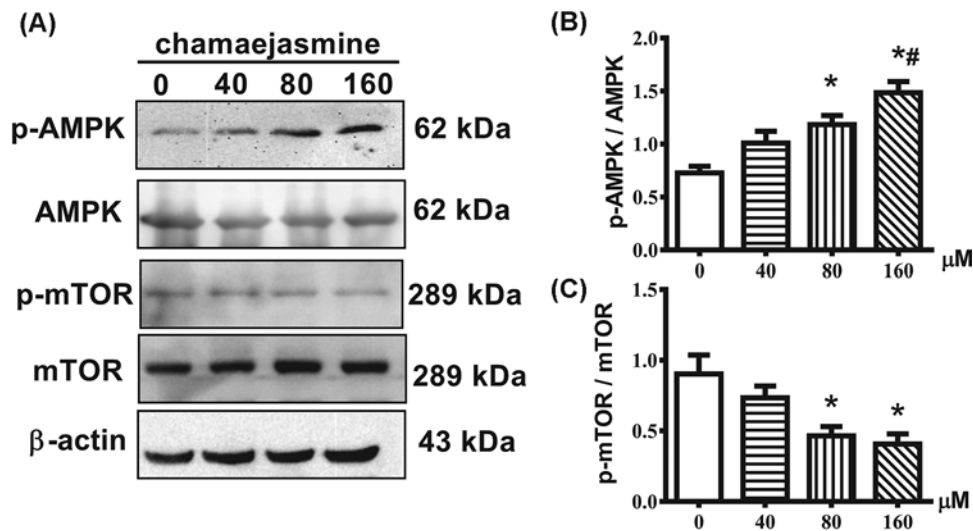 (A)
chamaejasmine
0 40 80 160
p-AMPK 62 kDa
AMPK 62 kDa
p-mTOR 289 kDa
mTOR 289 kDa
β-actin 43 kDa
(B)
p-AMPK / AMPK
2.0
1.5
1.0
0.5
0.0
* *#
0 40 80 160 μM
(C)
p-mTOR / mTOR
1.5
1.0
0.5
0.0
* *
0 40 80 160 μM